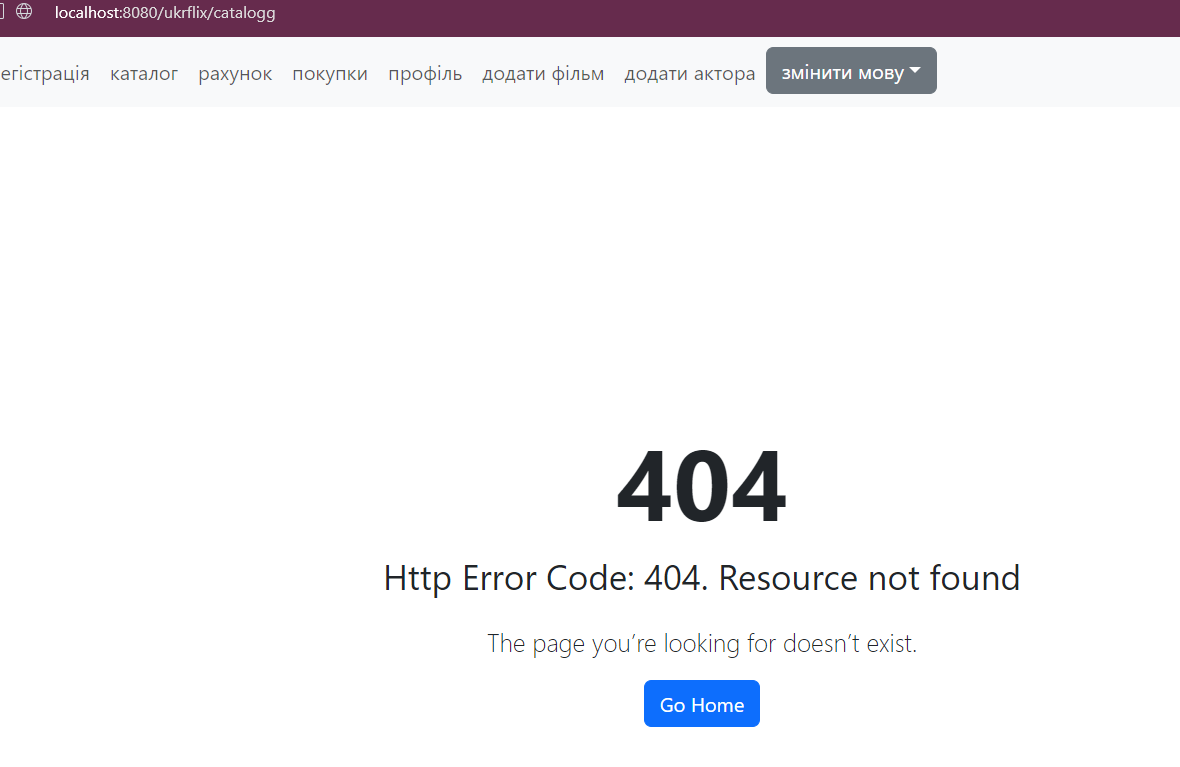 localhost:8080/ukrflix/catalogg
егістрація каталог рахунок покупки профіль додати фільм додати актора змінити мову
404
Http Error Code: 404. Resource not found
The page you’re looking for doesn’t exist.
Go Home